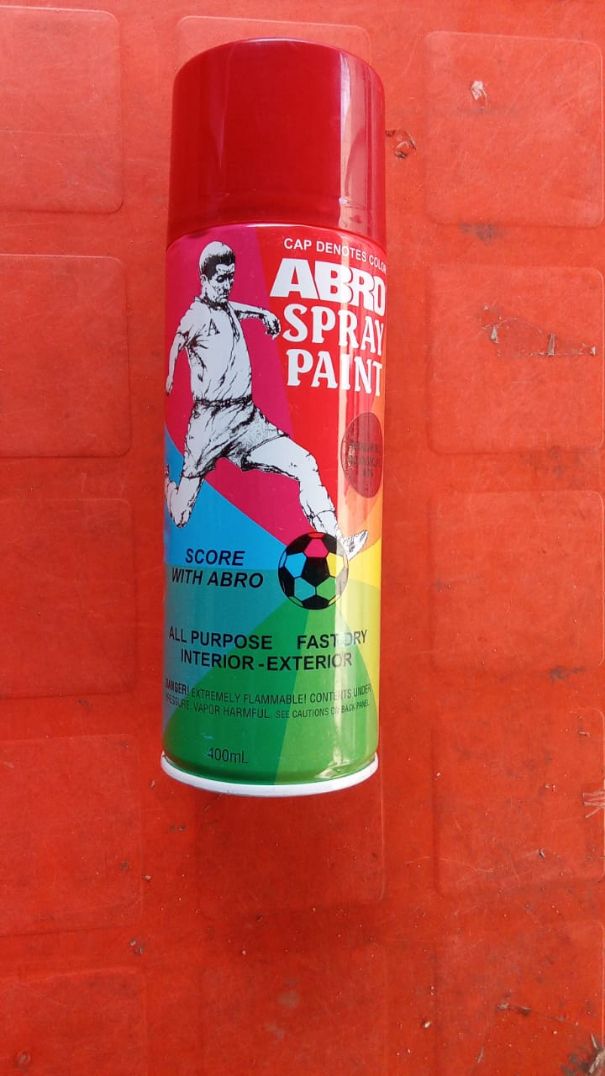 CAP DENOTES COLOR
ABRO
SPRAY
PAINT
SCORE
WITH ABRO
ALL PURPOSE FAST DRY
INTERIOR-EXTERIOR
DANGER! EXTREMELY FLAMMABLE! CONTENTS UNDER
PRESSURE. VAPOR HARMFUL. SEE CAUTIONS ON BACK PANEL.
400mL